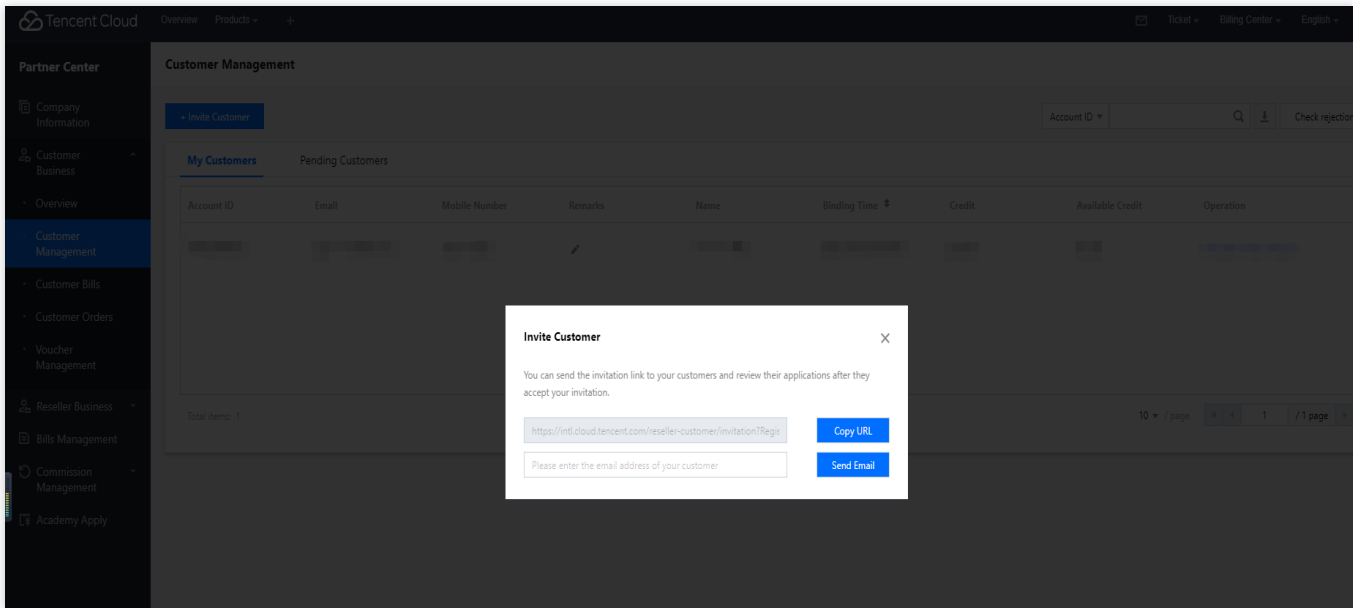 Tencent Cloud
Overview
Products
+
Ticket
Billing Center
English
Partner Center
Company
Information
Customer
Business
Overview
Customer
Management
Customer Bills
Customer Orders
Voucher
Management
Reseller Business
Bills Management
Commission
Management
Academy Apply
Customer Management
+ Invite Customer
Account ID
Check rejection
My Customers
Pending Customers
Account ID
Email
Mobile Number
Remarks
Name
Binding Time
Credit
Available Credit
Operation
Total items: 1
10
/ page
1
/ 1 page
Invite Customer
You can send the invitation link to your customers and review their applications after they
accept your invitation.
https://intl.cloud.tencent.com/reseller-customer/invitation?Regis
Copy URL
Please enter the email address of your customer
Send Email